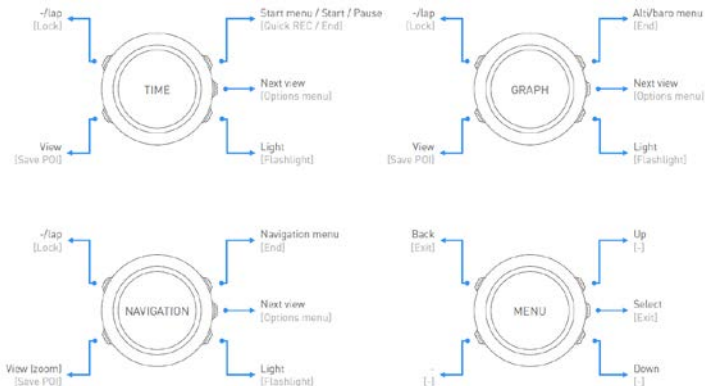 -/lap
[Lock]
Start menu / Start / Pause
[Quick REC / End]
TIME
Next view
[Options menu]
View
[Save POI]
Light
[Flashlight]
-/lap
[Lock]
Alti/baro menu
[End]
GRAPH
Next view
[Options menu]
View
[Save POI]
Light
[Flashlight]
-/lap
[Lock]
Navigation menu
[End]
NAVIGATION
Next view
[Options menu]
View (zoom)
[Save POI]
Light
[Flashlight]
Back
[Exit]
Up
[-]
MENU
Select
[Exit]
-
[-]
Down
[-]